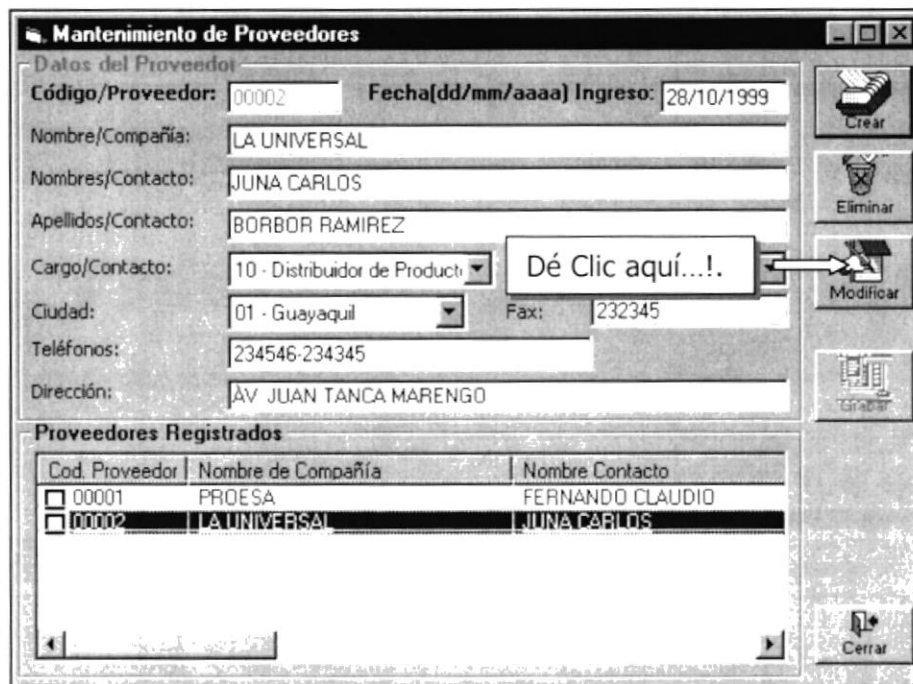 Mantenimiento de Proveedores
Datos del Proveedor
Código/Proveedor: 00002 Fecha(dd/mm/aaaa) Ingreso: 28/10/1999
Nombre/Compañía: LA UNIVERSAL
Nombres/Contacto: JUNA CARLOS
Apellidos/Contacto: BORBOR RAMIREZ
Cargo/Contacto: 10 - Distribuidor de Product
Dé Clic aquí...!.
Ciudad: 01 - Guayaquil Fax: 232345
Teléfonos: 234546-234345
Dirección: ÀV JUAN TANCA MARENGO
Crear
Eliminar
Modificar
Grabar
Proveedores Registrados
Cod. Proveedor Nombre de Compañía Nombre Contacto
00001 PROESA FERNANDO CLAUDIO
00002 LA UNIVERSAL JUNA CARLOS
Cerrar